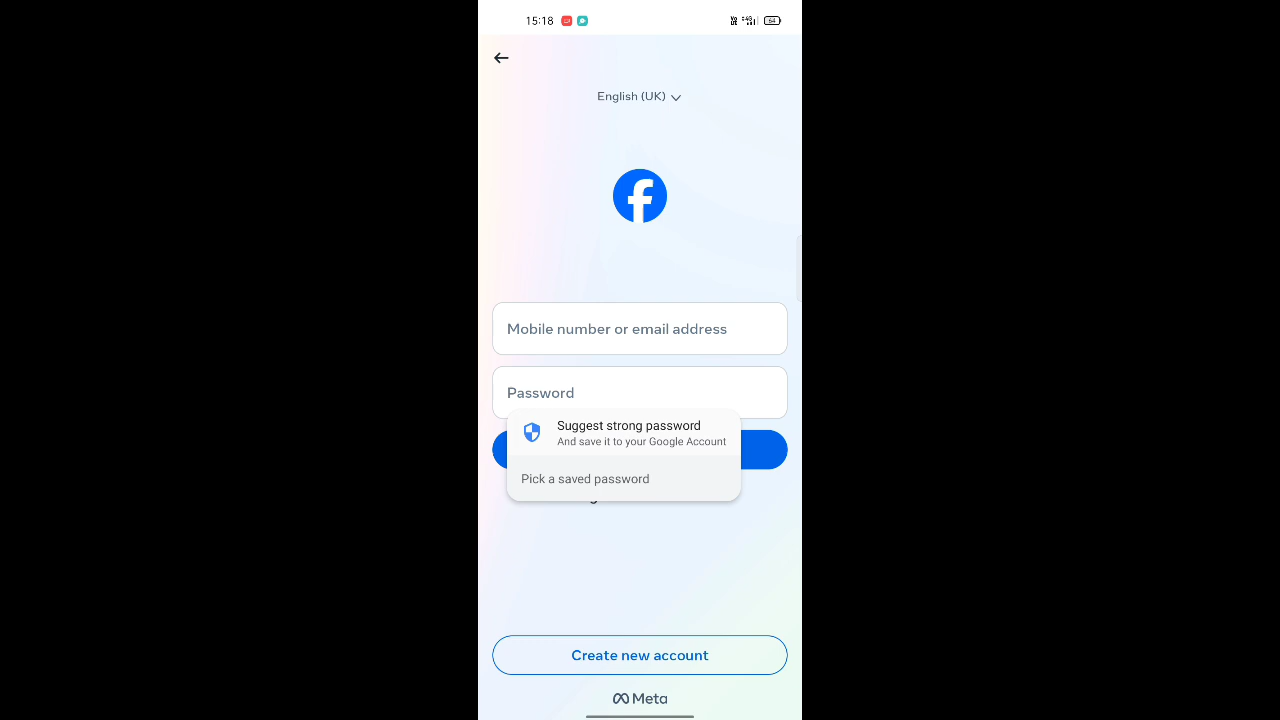 15:18
64
English (UK)
Mobile number or email address
Password
Suggest strong password
And save it to your Google Account
Pick a saved password
Create new account
Meta